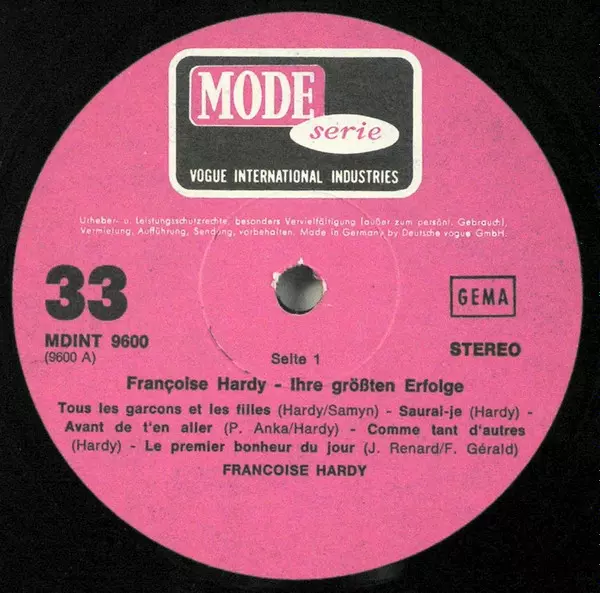 MODE
série
VOGUE INTERNATIONAL INDUSTRIES
Urheber- u. Leistungsschutzrechte, besonders Vervielfältigung (außer zum persönl. Gebrauch),
Vermietung, Aufführung, Sendung, vorbehalten. Made in Germany by Deutsche vogue GmbH.
33
GEMA
MDINT 9600
(9600 A)
Seite 1
STEREO
Françoise Hardy - Ihre größten Erfolge
Tous les garcons et les filles (Hardy/Samyn) - Saurai-je (Hardy) -
Avant de t'en aller (P. Anka/Hardy) - Comme tant d'autres
(Hardy) - Le premier bonheur du jour (J. Renard/F. Gérald)
FRANCOISE HARDY